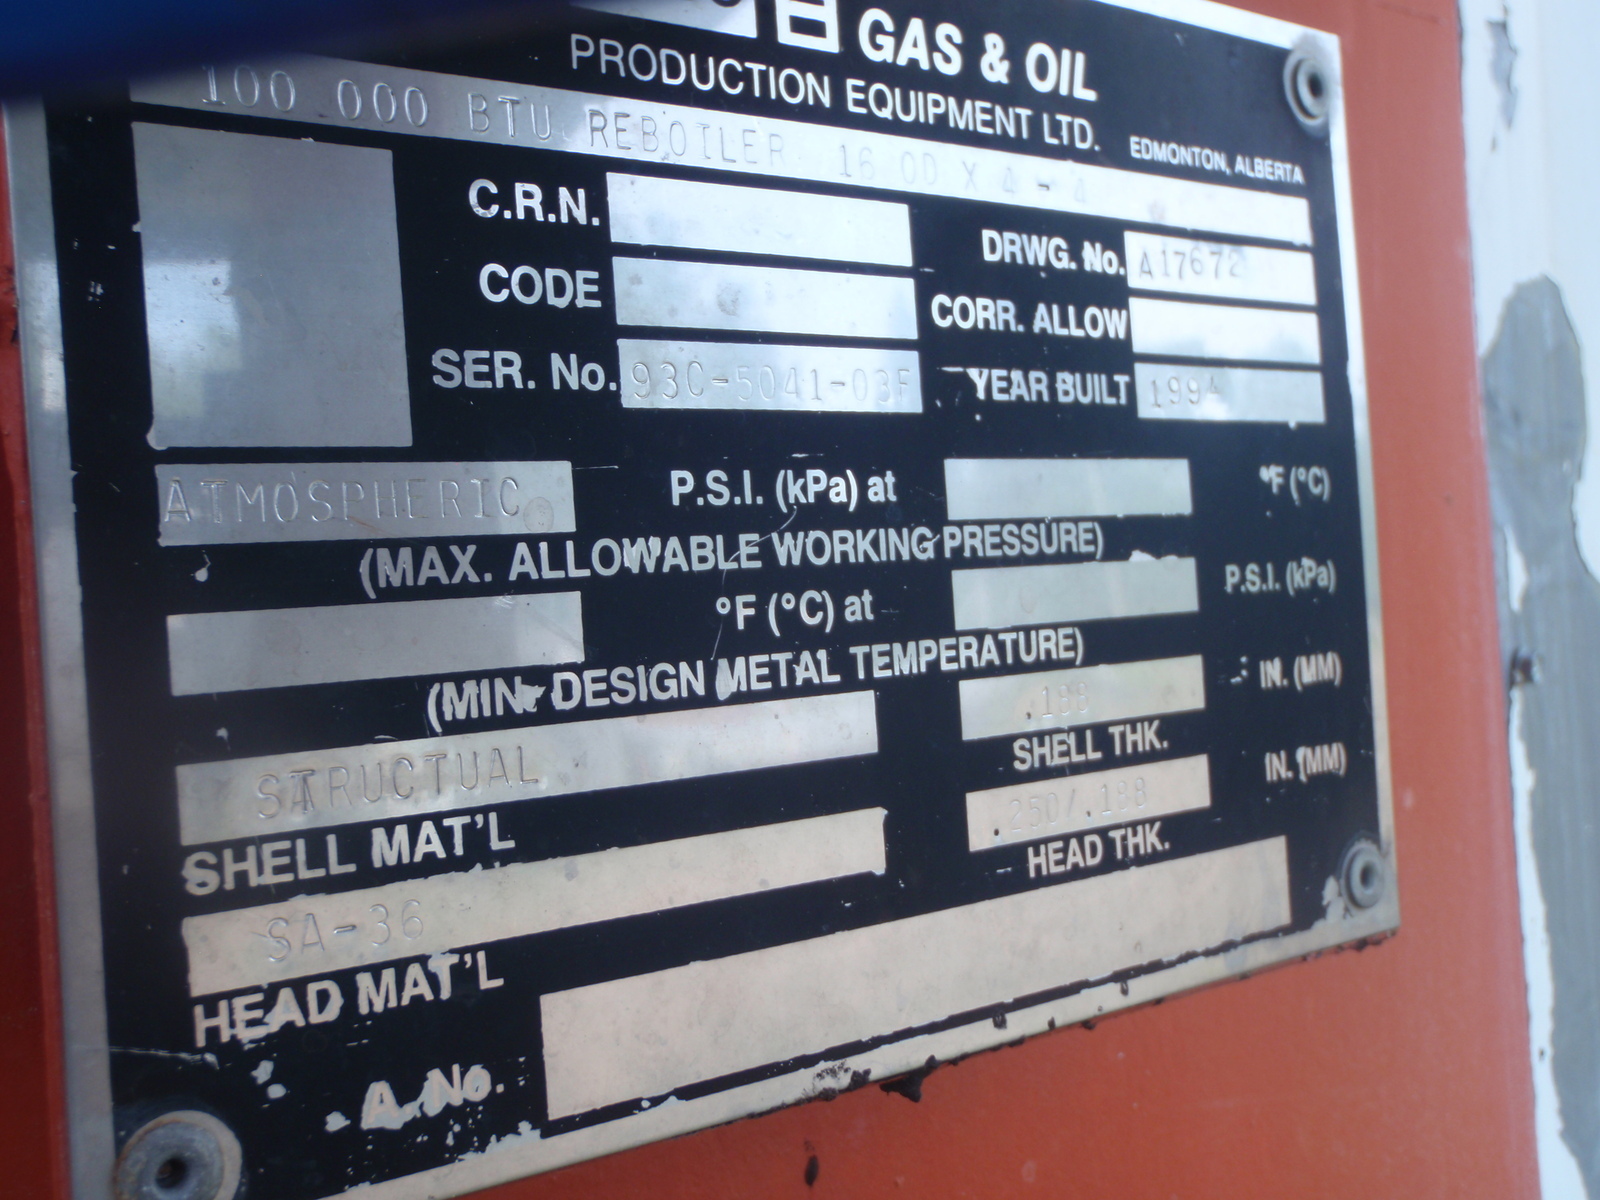 GAS & OIL
PRODUCTION EQUIPMENT LTD. EDMONTON, ALBERTA
100 000 BTU REBOILER 16 OD X 4 - 4
C.R.N. DRWG. No. A17672
CODE CORR. ALLOW
SER. No. 93C-5041-03F YEAR BUILT 1994
ATMOSPHERIC P.S.I. (kPa) at °F (°C)
(MAX. ALLOWABLE WORKING PRESSURE)
°F (°C) at P.S.I. (kPa)
(MIN. DESIGN METAL TEMPERATURE)
STRUCTUAL .188 IN. (MM)
SHELL MAT'L SHELL THK.
SA-36 .250/.188 IN. (MM)
HEAD MAT'L HEAD THK.
A. No.